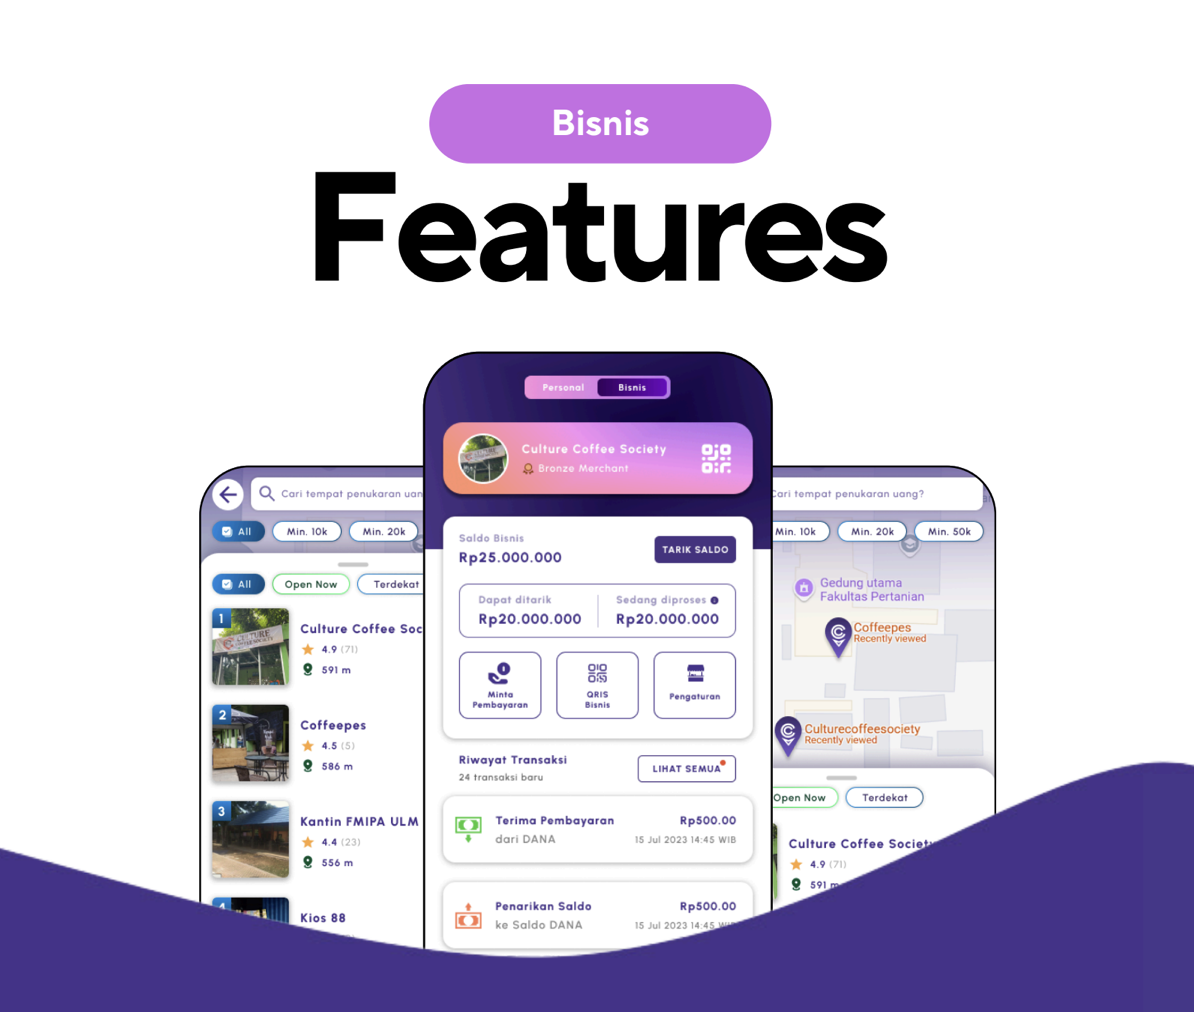 Bisnis
Features
Cari tempat penukaran uan
All
Min. 10k
Min. 20k
All
Open Now
Terdekat
1
CULTURE
Culture Coffee Soc
4.9 (71)
591 m
2
Coffeepes
4.5 (5)
586 m
3
Kantin FMIPA ULM
4.4 (23)
556 m
Kios 88
Personal
Bisnis
Culture Coffee Society
Bronze Merchant
Saldo Bisnis
Rp25.000.000
TARIK SALDO
Dapat ditarik
Rp20.000.000
Sedang diproses
Rp20.000.000
Minta
Pembayaran
QRIS
Bisnis
Pengaturan
Riwayat Transaksi
24 transaksi baru
LIHAT SEMUA
Terima Pembayaran
Rp500.00
dari DANA
15 Jul 2023 14:45 WIB
Penarikan Saldo
Rp500.00
ke Saldo DANA
15 Jul 2023 14:45 WIB
Cari tempat penukaran uang?
Min. 10k
Min. 20k
Min. 50k
Gedung utama
Fakultas Pertanian
Coffeepes
Recently viewed
Culturecoffeesociety
Recently viewed
Open Now
Terdekat
Culture Coffee Society
4.9 (71)
591 m